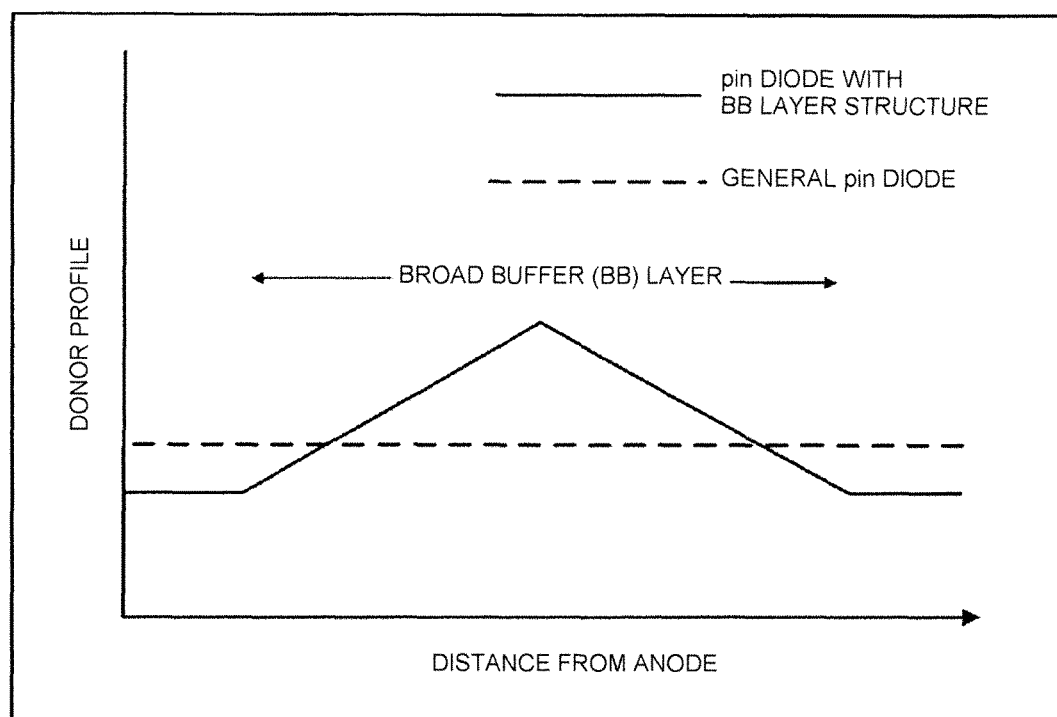 pin DIODE WITH
BB LAYER STRUCTURE
GENERAL pin DIODE
BROAD BUFFER (BB) LAYER
DONOR PROFILE
DISTANCE FROM ANODE